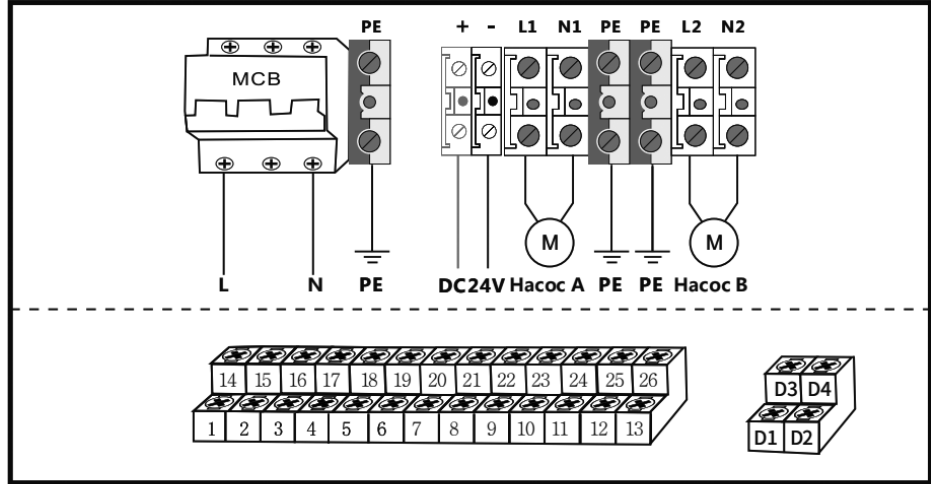 PE + - L1 N1 PE PE L2 N2
MCB
M M
L N PE DC24V Насос А PE PE Насос В
14 15 16 17 18 19 20 21 22 23 24 25 26
D3 D4
1 2 3 4 5 6 7 8 9 10 11 12 13
D1 D2